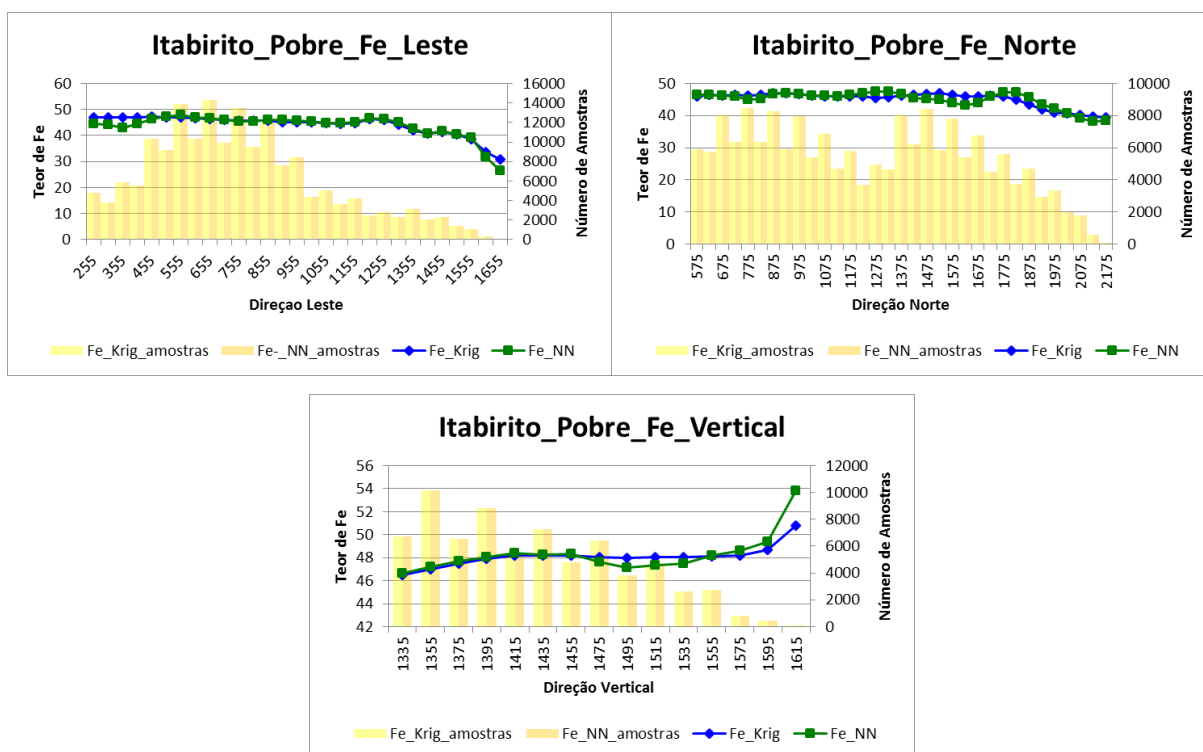 Itabirito_Pobre_Fe_Leste
Teor de Fe
60
50
40
30
20
10
0
16000
14000
12000
10000
8000
6000
4000
2000
0
Número de Amostras
255 355 455 555 655 755 855 955 1055 1155 1255 1355 1455 1555 1655
Direçao Leste
Fe_Krig_amostras Fe-_NN_amostras Fe_Krig Fe_NN
Itabirito_Pobre_Fe_Norte
Teor de Fe
50
40
30
20
10
0
10000
8000
6000
4000
2000
0
Número de Amostras
575 675 775 875 975 1075 1175 1275 1375 1475 1575 1675 1775 1875 1975 2075 2175
Direção Norte
Fe_Krig_amostras Fe_NN_amostras Fe_Krig Fe_NN
Itabirito_Pobre_Fe_Vertical
Teor de Fe
56
54
52
50
48
46
44
42
12000
10000
8000
6000
4000
2000
0
Número de Amostras
1335 1355 1375 1395 1415 1435 1455 1475 1495 1515 1535 1555 1575 1595 1615
Direção Vertical
Fe_Krig_amostras Fe_NN_amostras Fe_Krig Fe_NN